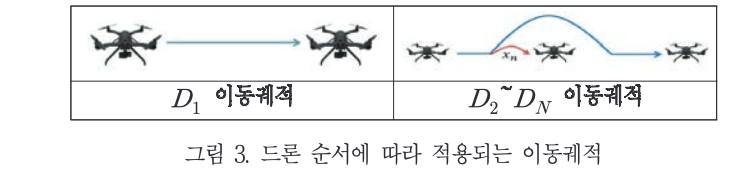 xₙ
D₁ 이동궤적
D₂~D_N 이동궤적
그림 3. 드론 순서에 따라 적용되는 이동궤적